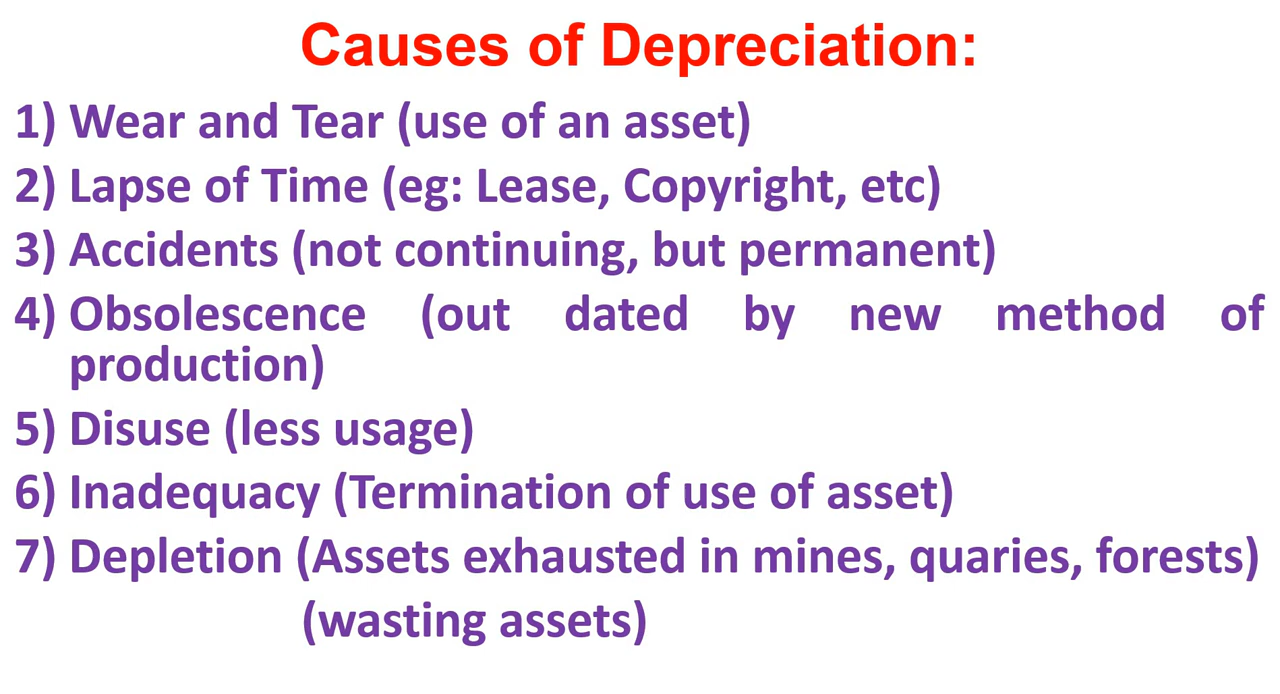 Causes of Depreciation:
1) Wear and Tear (use of an asset)
2) Lapse of Time (eg: Lease, Copyright, etc)
3) Accidents (not continuing, but permanent)
4) Obsolescence (out dated by new method of
production)
5) Disuse (less usage)
6) Inadequacy (Termination of use of asset)
7) Depletion (Assets exhausted in mines, quaries, forests)
(wasting assets)